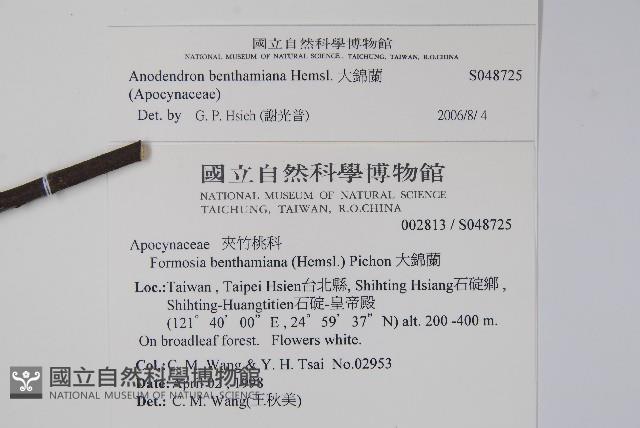 國立自然科學博物館
NATIONAL MUSEUM OF NATURAL SCIENCE, TAICHUNG, TAIWAN, R.O.CHINA
Anodendron benthamiana Hemsl. 大錦蘭 S048725
(Apocynaceae)
Det. by G. P. Hsich (謝光普) 2006/8/ 4
國立自然科學博物館
NATIONAL MUSEUM OF NATURAL SCIENCE
TAICHUNG, TAIWAN, R.O.CHINA
002813 / S048725
Apocynaceae 夾竹桃科
Formosia benthamiana (Hemsl.) Pichon 大錦蘭
Loc.:Taiwan , Taipei Hsien台北縣, Shihting Hsiang石碇鄉 ,
Shihting-Huangtitien石碇-皇帝殿
(121° 40′ 00″ E , 24° 59′ 37″ N) alt. 200 -400 m.
On broadleaf forest. Flowers white.
Col.: C. M. Wang & Y. H. Tsai No.02953
Date: April 02 , 1998
Det.: C. M. Wang(王秋美)
國立自然科學博物館
NATIONAL MUSEUM OF NATURAL SCIENCE